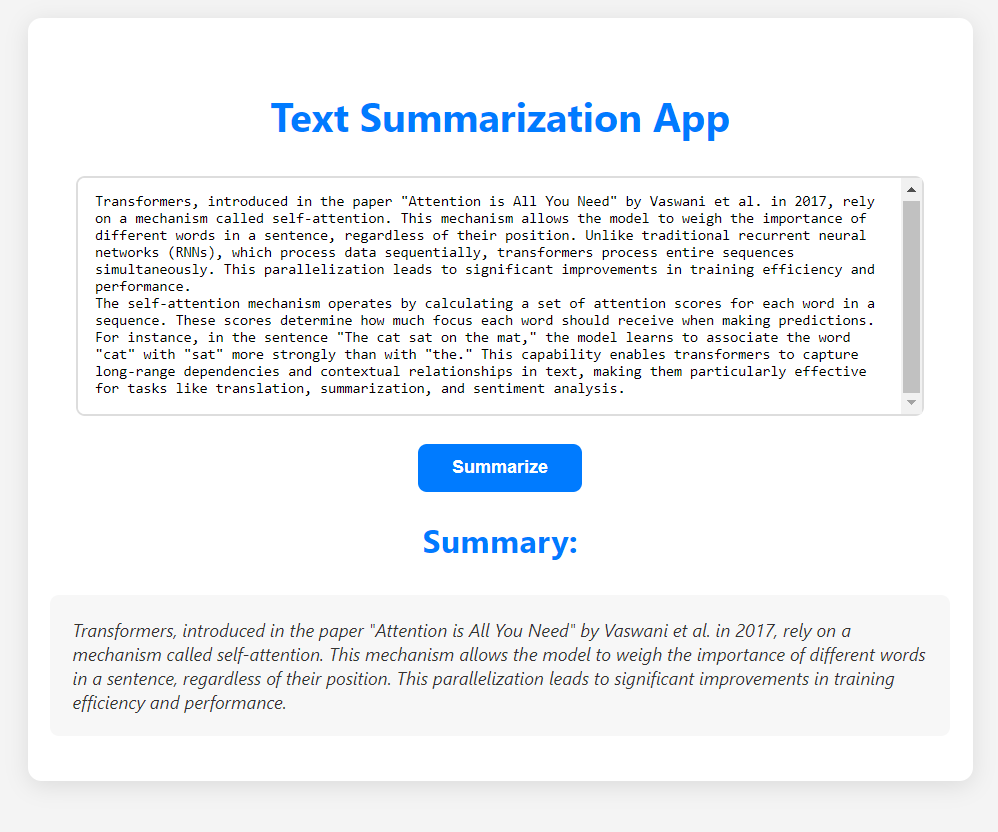 Text Summarization App
Transformers, introduced in the paper "Attention is All You Need" by Vaswani et al. in 2017, rely
on a mechanism called self-attention. This mechanism allows the model to weigh the importance of
different words in a sentence, regardless of their position. Unlike traditional recurrent neural
networks (RNNs), which process data sequentially, transformers process entire sequences
simultaneously. This parallelization leads to significant improvements in training efficiency and
performance.
The self-attention mechanism operates by calculating a set of attention scores for each word in a
sequence. These scores determine how much focus each word should receive when making predictions.
For instance, in the sentence "The cat sat on the mat," the model learns to associate the word
"cat" with "sat" more strongly than with "the." This capability enables transformers to capture
long-range dependencies and contextual relationships in text, making them particularly effective
for tasks like translation, summarization, and sentiment analysis.
Summarize
Summary:
Transformers, introduced in the paper "Attention is All You Need" by Vaswani et al. in 2017, rely on a
mechanism called self-attention. This mechanism allows the model to weigh the importance of different words
in a sentence, regardless of their position. This parallelization leads to significant improvements in training
efficiency and performance.